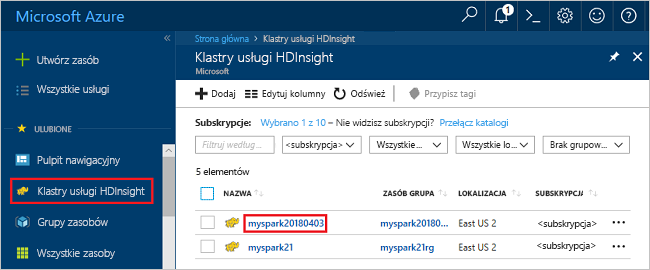 Microsoft Azure
1
Strona główna > Klastry usługi HDInsight
Utwórz zasób
Wszystkie usługi
ULUBIONE
Pulpit nawigacyjny
Klastry usługi HDInsight
Grupy zasobów
Wszystkie zasoby
Klastry usługi HDInsight
Microsoft
Dodaj Edytuj kolumny Odśwież Przypisz tagi
Subskrypcje: Wybrano 1 z 10 – Nie widzisz subskrypcji? Przełącz katalogi
Filtruj według... <subskrypcja> Wszystkie... Wszystkie lo... Brak grupow...
5 elementów
NAZWA ZASÓB GRUPA LOKALIZACJA SUBSKRYPCJA
myspark20180403 myspark20180... East US 2 <subskrypcja> ...
myspark21 myspark21rg East US 2 <subskrypcja> ...